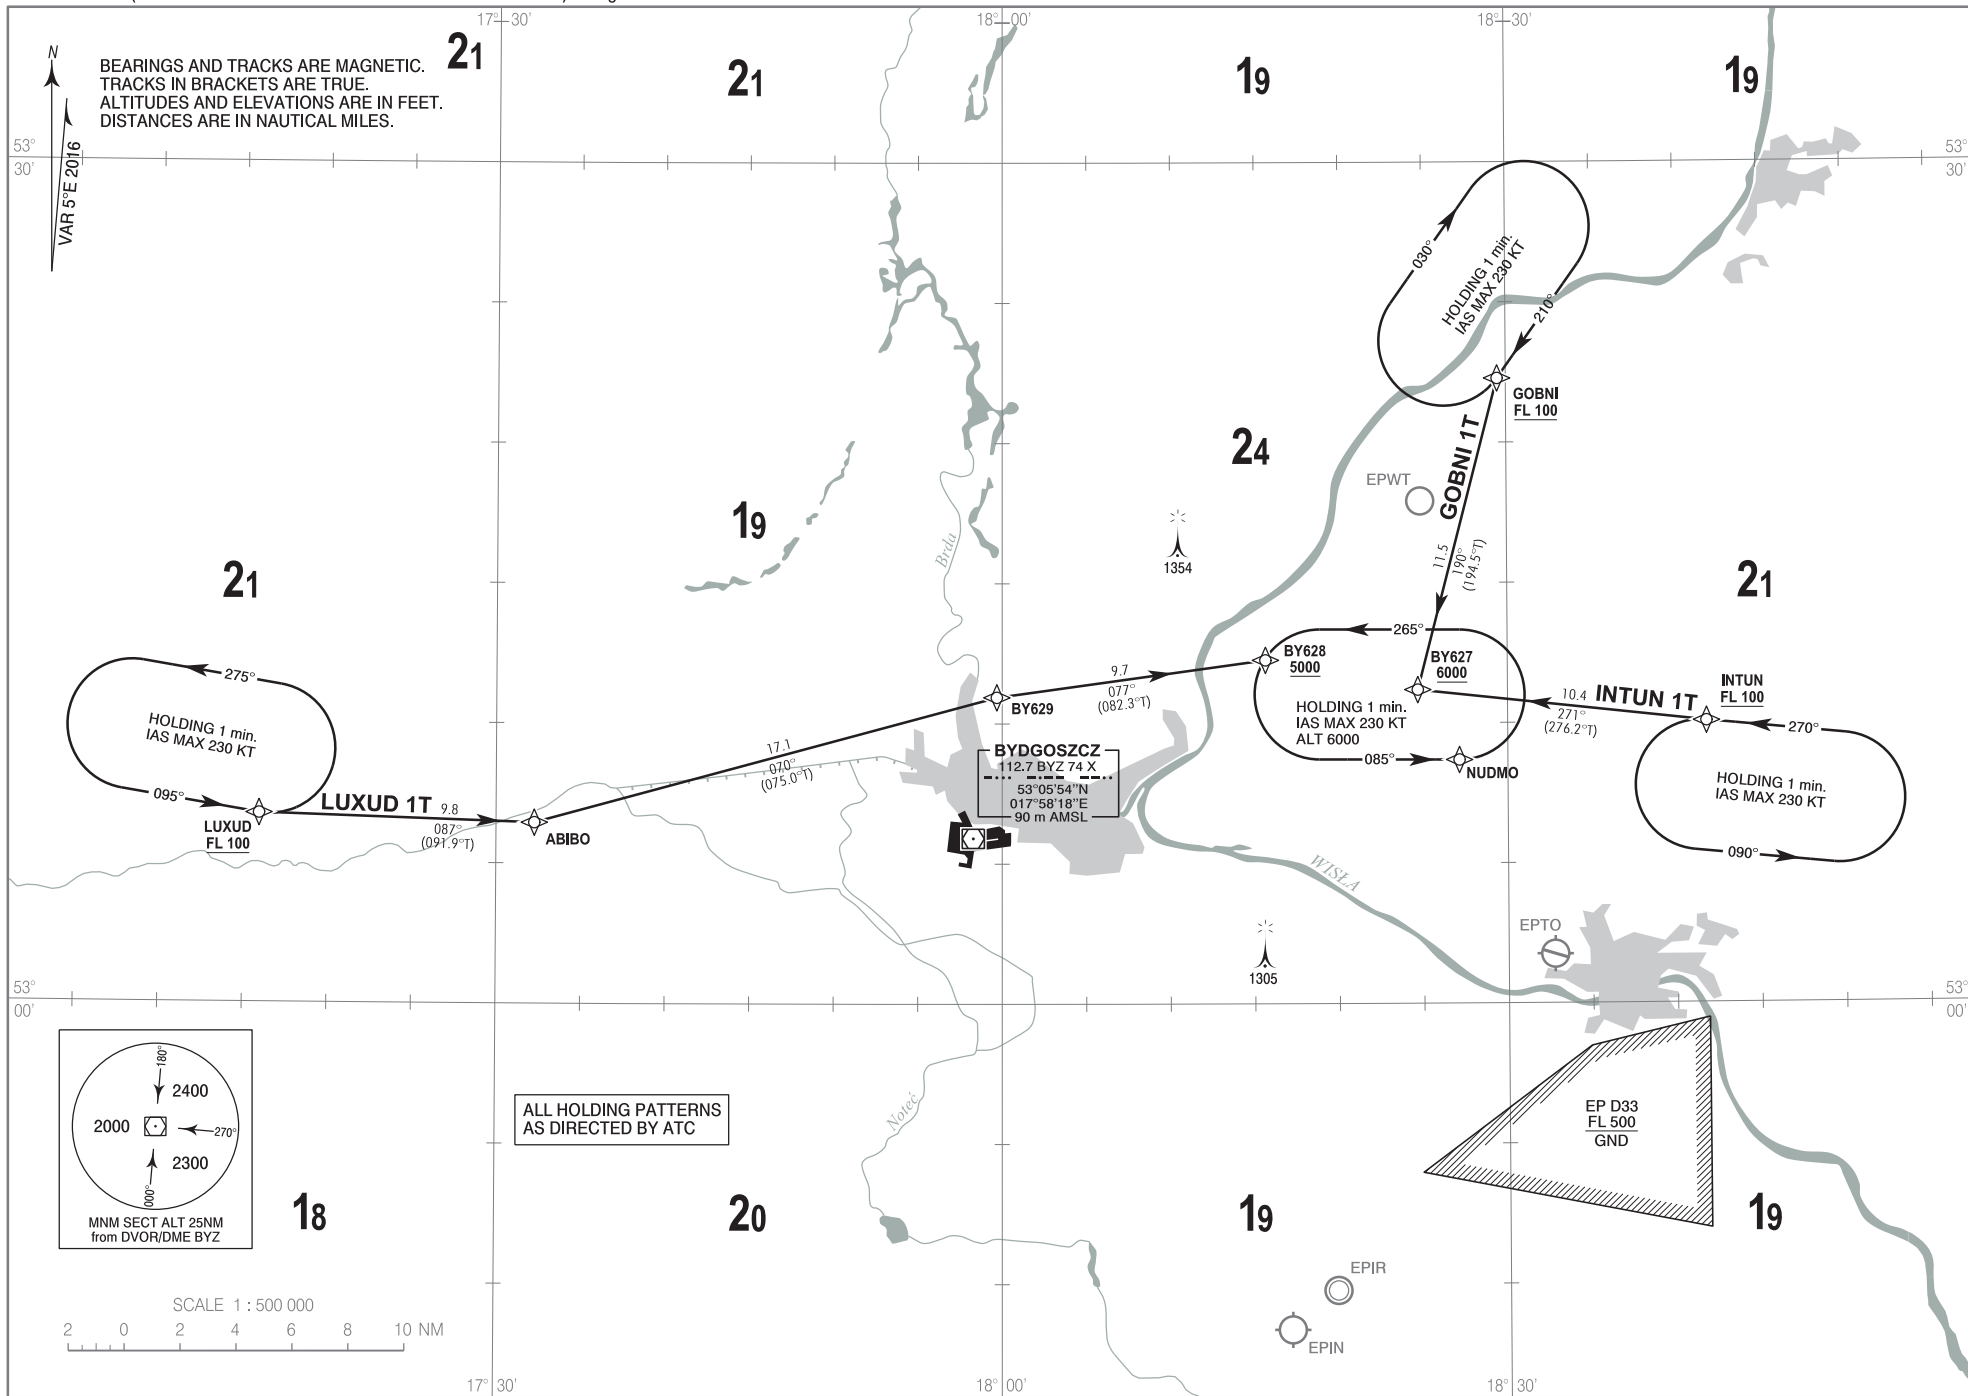 17°30'
18°00'
18°30'
N
VAR 5°E 2016
BEARINGS AND TRACKS ARE MAGNETIC.
TRACKS IN BRACKETS ARE TRUE.
ALTITUDES AND ELEVATIONS ARE IN FEET.
DISTANCES ARE IN NAUTICAL MILES.
21
21
19
19
53°
30'
53°
30'
030°
HOLDING 1 min.
IAS MAX 230 KT
210°
GOBNI
FL 100
GOBNI 1T
EPWT
11.5
190°
(194.5°T)
24
19
21
21
Brda
1354
275°
HOLDING 1 min.
IAS MAX 230 KT
095°
LUXUD
FL 100
LUXUD 1T
9.8
087°
(091.9°T)
ABIBO
17.1
070°
(075.0°T)
BY629
9.7
077°
(082.3°T)
BY628
5000
265°
BY627
6000
HOLDING 1 min.
IAS MAX 230 KT
ALT 6000
085°
NUDMO
10.4
271°
(276.2°T)
INTUN 1T
INTUN
FL 100
270°
HOLDING 1 min.
IAS MAX 230 KT
090°
BYDGOSZCZ
112.7 BYZ 74 X
53°05'54"N
017°58'18"E
90 m AMSL
WISŁA
EPTO
1305
53°
00'
53°
00'
180°
2400
2000
270°
2300
000°
MNM SECT ALT 25NM
from DVOR/DME BYZ
ALL HOLDING PATTERNS
AS DIRECTED BY ATC
Noteć
EP D33
FL 500
GND
18
20
19
19
EPIR
EPIN
SCALE 1 : 500 000
2 0 2 4 6 8 10 NM
17° 30'
18° 00'
18° 30'